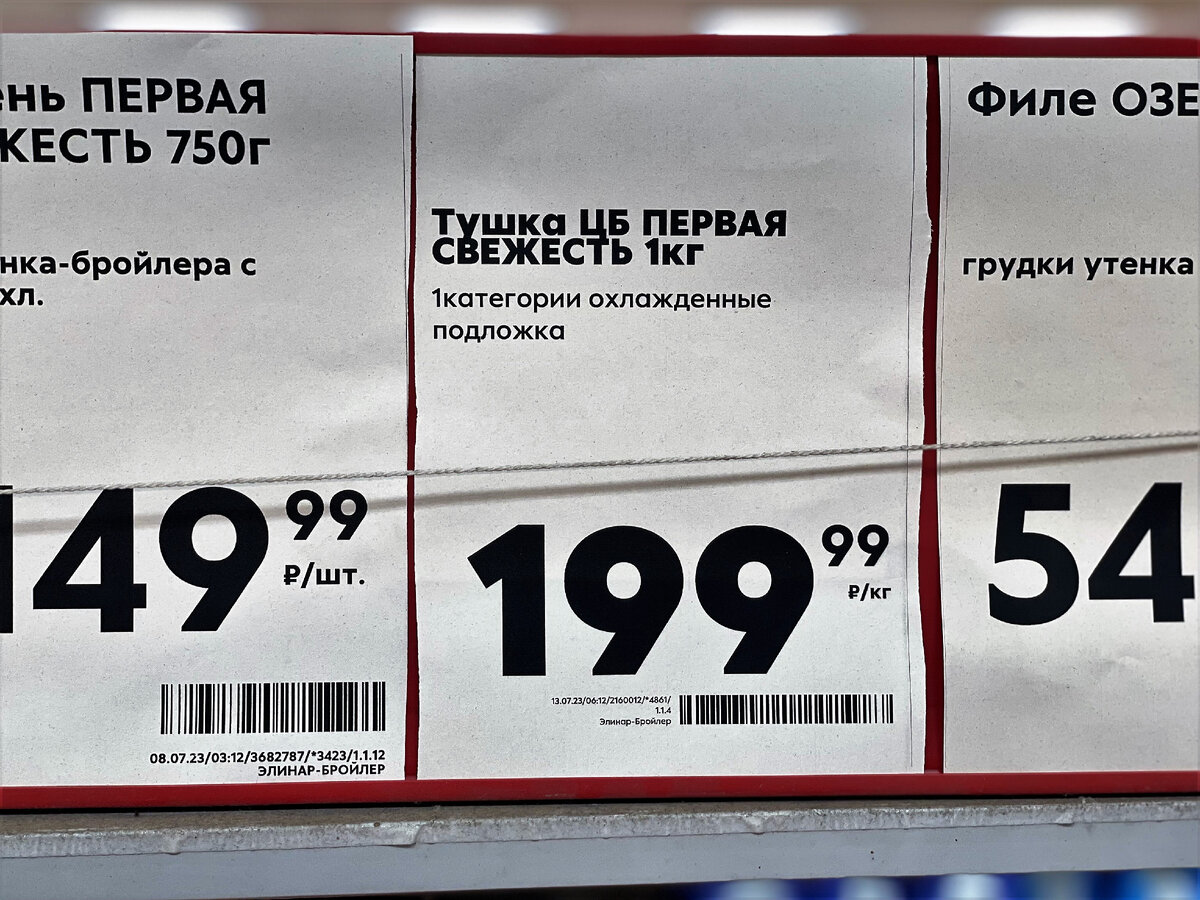 ень ПЕРВАЯ
ЖЕСТЬ 750г
нка-бройлера с
хл.
149 99
₽/шт.
08.07.23/03:12/3682787/*3423/1.1.12
ЭЛИНАР-БРОЙЛЕР
Тушка ЦБ ПЕРВАЯ
СВЕЖЕСТЬ 1кг
1категории охлажденные
подложка
199 99
₽/кг
13.07.23/06:12/2160012/*4861/
1.1.4
Элинар-Бройлер
Филе ОЗЕ
грудки утенка
54